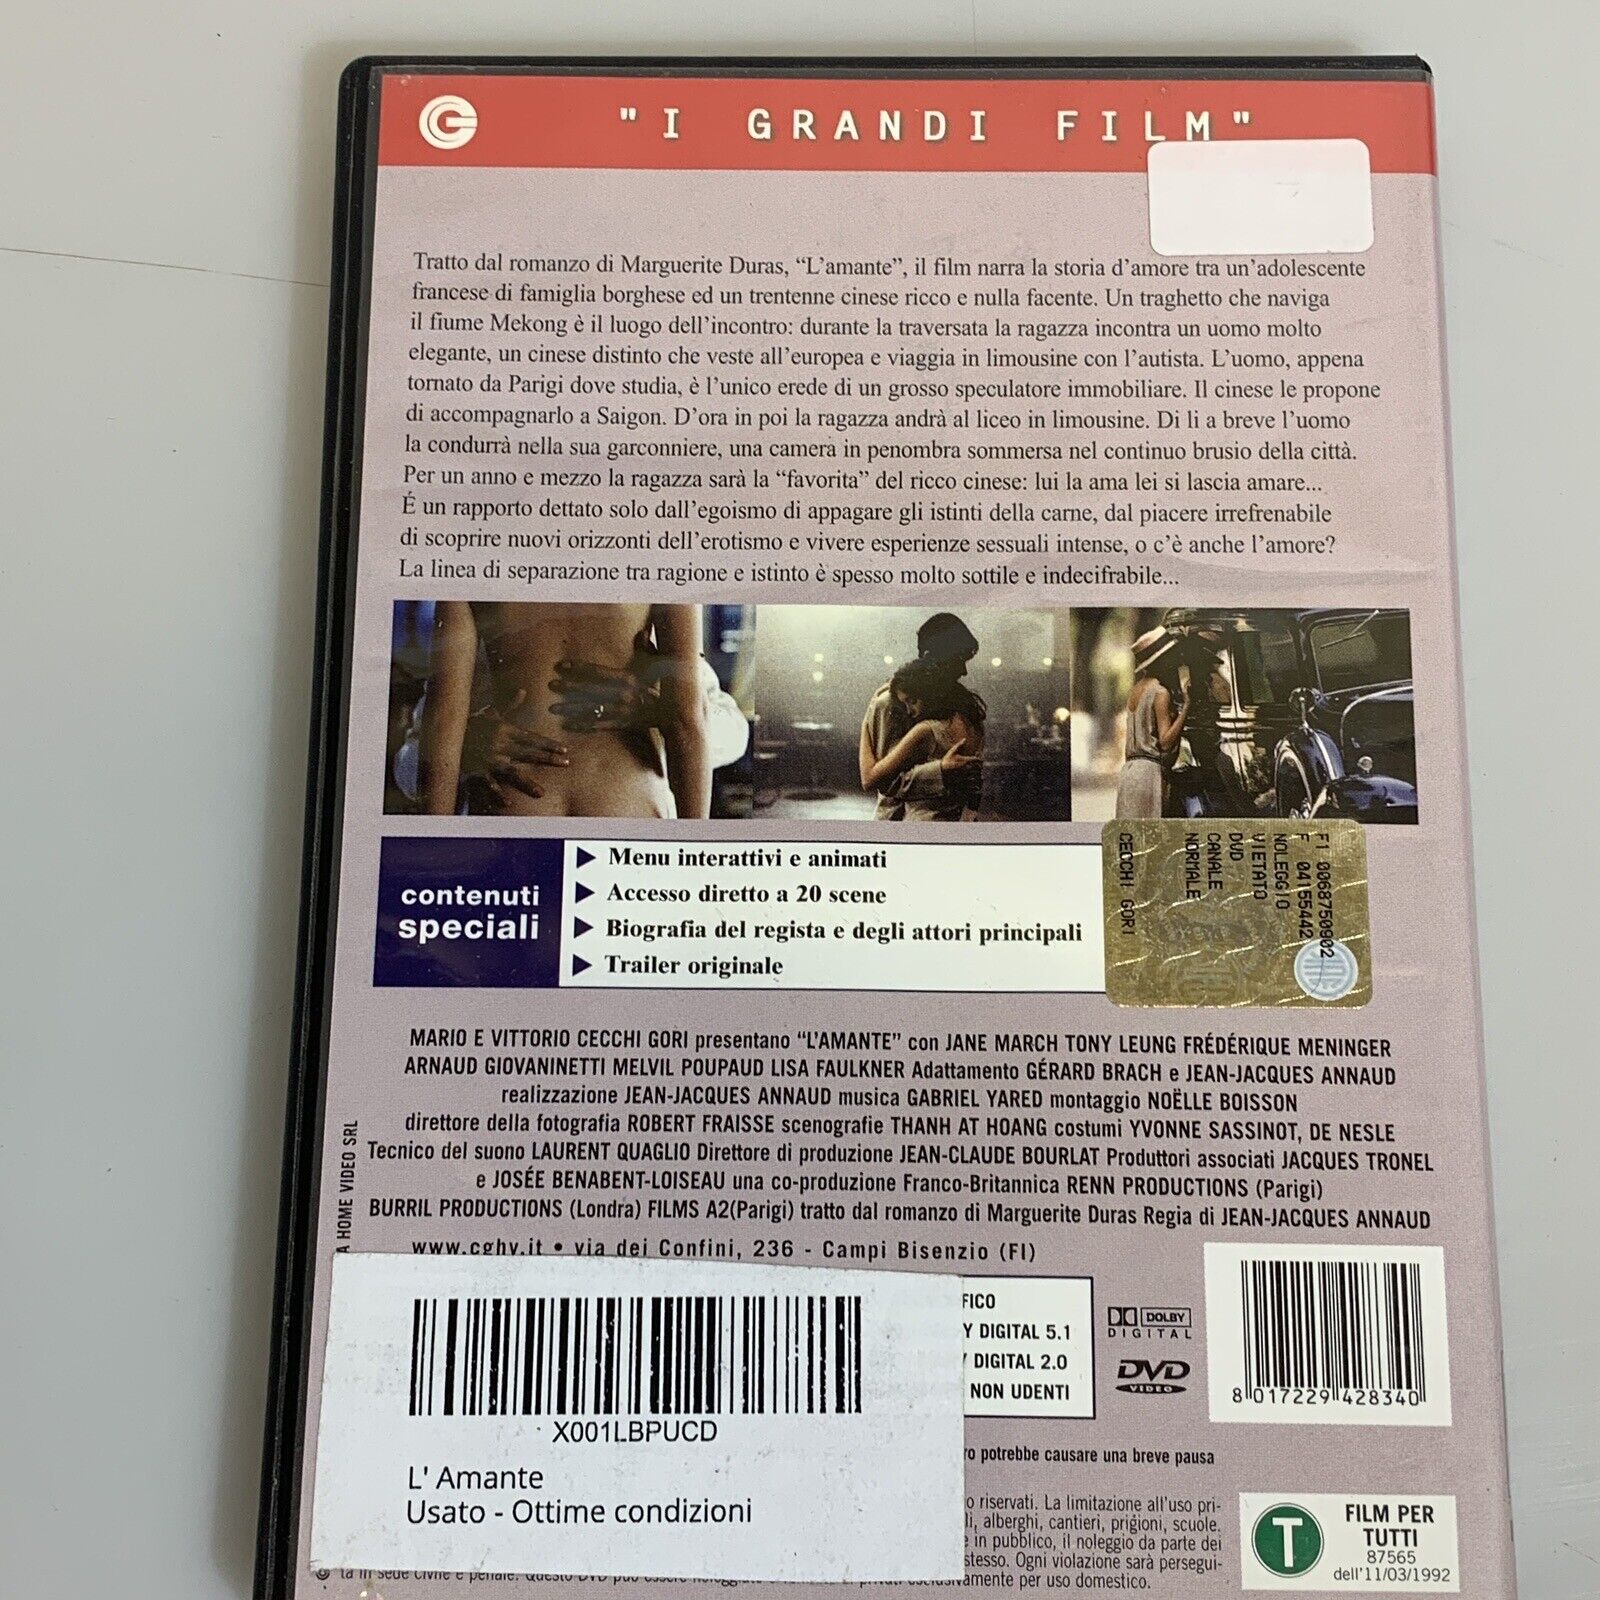 "I GRANDI FILM"
Tratto dal romanzo di Marguerite Duras, “L’amante”, il film narra la storia d’amore tra un’adolescente
francese di famiglia borghese ed un trentenne cinese ricco e nulla facente. Un traghetto che naviga
il fiume Mekong è il luogo dell’incontro: durante la traversata la ragazza incontra un uomo molto
elegante, un cinese distinto che veste all’europea e viaggia in limousine con l’autista. L’uomo, appena
tornato da Parigi dove studia, è l’unico erede di un grosso speculatore immobiliare. Il cinese le propone
di accompagnarlo a Saigon. D’ora in poi la ragazza andrà al liceo in limousine. Di li a breve l’uomo
la condurrà nella sua garconniere, una camera in penombra sommersa nel continuo brusio della città.
Per un anno e mezzo la ragazza sarà la “favorita” del ricco cinese: lui la ama lei si lascia amare...
É un rapporto dettato solo dall’egoismo di appagare gli istinti della carne, dal piacere irrefrenabile
di scoprire nuovi orizzonti dell’erotismo e vivere esperienze sessuali intense, o c’è anche l’amore?
La linea di separazione tra ragione e istinto è spesso molto sottile e indecifrabile...
contenuti
speciali
Menu interattivi e animati
Accesso diretto a 20 scene
Biografia del regista e degli attori principali
Trailer originale
F1 0068750902
F 04155442
NOLEGGIO
VIETATO
DVD
CANALE
NORMALE
CECCHI GORI
MARIO E VITTORIO CECCHI GORI presentano “L’AMANTE” con JANE MARCH TONY LEUNG FRÉDÉRIQUE MENINGER
ARNAUD GIOVANINETTI MELVIL POUPAUD LISA FAULKNER Adattamento GÉRARD BRACH e JEAN-JACQUES ANNAUD
realizzazione JEAN-JACQUES ANNAUD musica GABRIEL YARED montaggio NOËLLE BOISSON
direttore della fotografia ROBERT FRAISSE scenografie THANH AT HOANG costumi YVONNE SASSINOT, DE NESLE
Tecnico del suono LAURENT QUAGLIO Direttore di produzione JEAN-CLAUDE BOURLAT Produttori associati JACQUES TRONEL
e JOSÉE BENABENT-LOISEAU una co-produzione Franco-Britannica RENN PRODUCTIONS (Parigi)
BURRIL PRODUCTIONS (Londra) FILMS A2(Parigi) tratto dal romanzo di Marguerite Duras Regia di JEAN-JACQUES ANNAUD
www.cghv.it • via dei Confini, 236 - Campi Bisenzio (FI)
A HOME VIDEO SRL
FICO
Y DIGITAL 5.1
DIGITAL 2.0
NON UDENTI
DOLBY
DIGITAL
DVD
VIDEO
8 017229 428340
X001LBPUCD
L' Amante
Usato - Ottime condizioni
ro potrebbe causare una breve pausa
o riservati. La limitazione all'uso pri-
li, alberghi, cantieri, prigioni, scuole.
e in pubblico, il noleggio da parte dei
stesso. Ogni violazione sarà persegui-
ta in sede civile e penale. Questo DVD può essere
amente per uso domestico.
T
FILM PER
TUTTI
87565
dell'11/03/1992